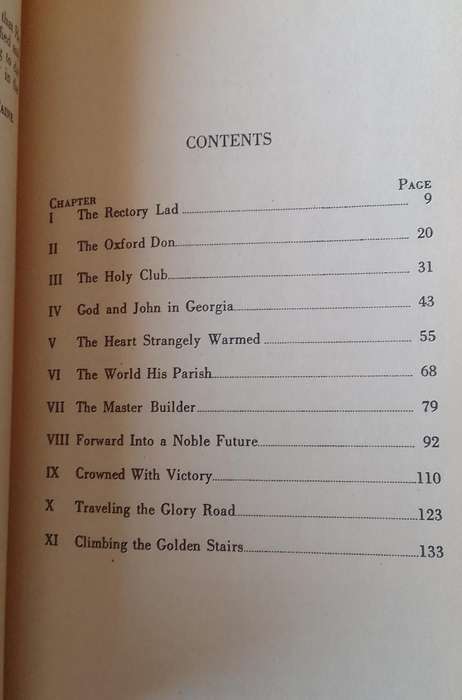 CONTENTS
PAGE
CHAPTER
I The Rectory Lad 9
II The Oxford Don 20
III The Holy Club 31
IV God and John in Georgia 43
V The Heart Strangely Warmed 55
VI The World His Parish 68
VII The Master Builder 79
VIII Forward Into a Noble Future 92
IX Crowned With Victory 110
X Traveling the Glory Road 123
XI Climbing the Golden Stairs 133